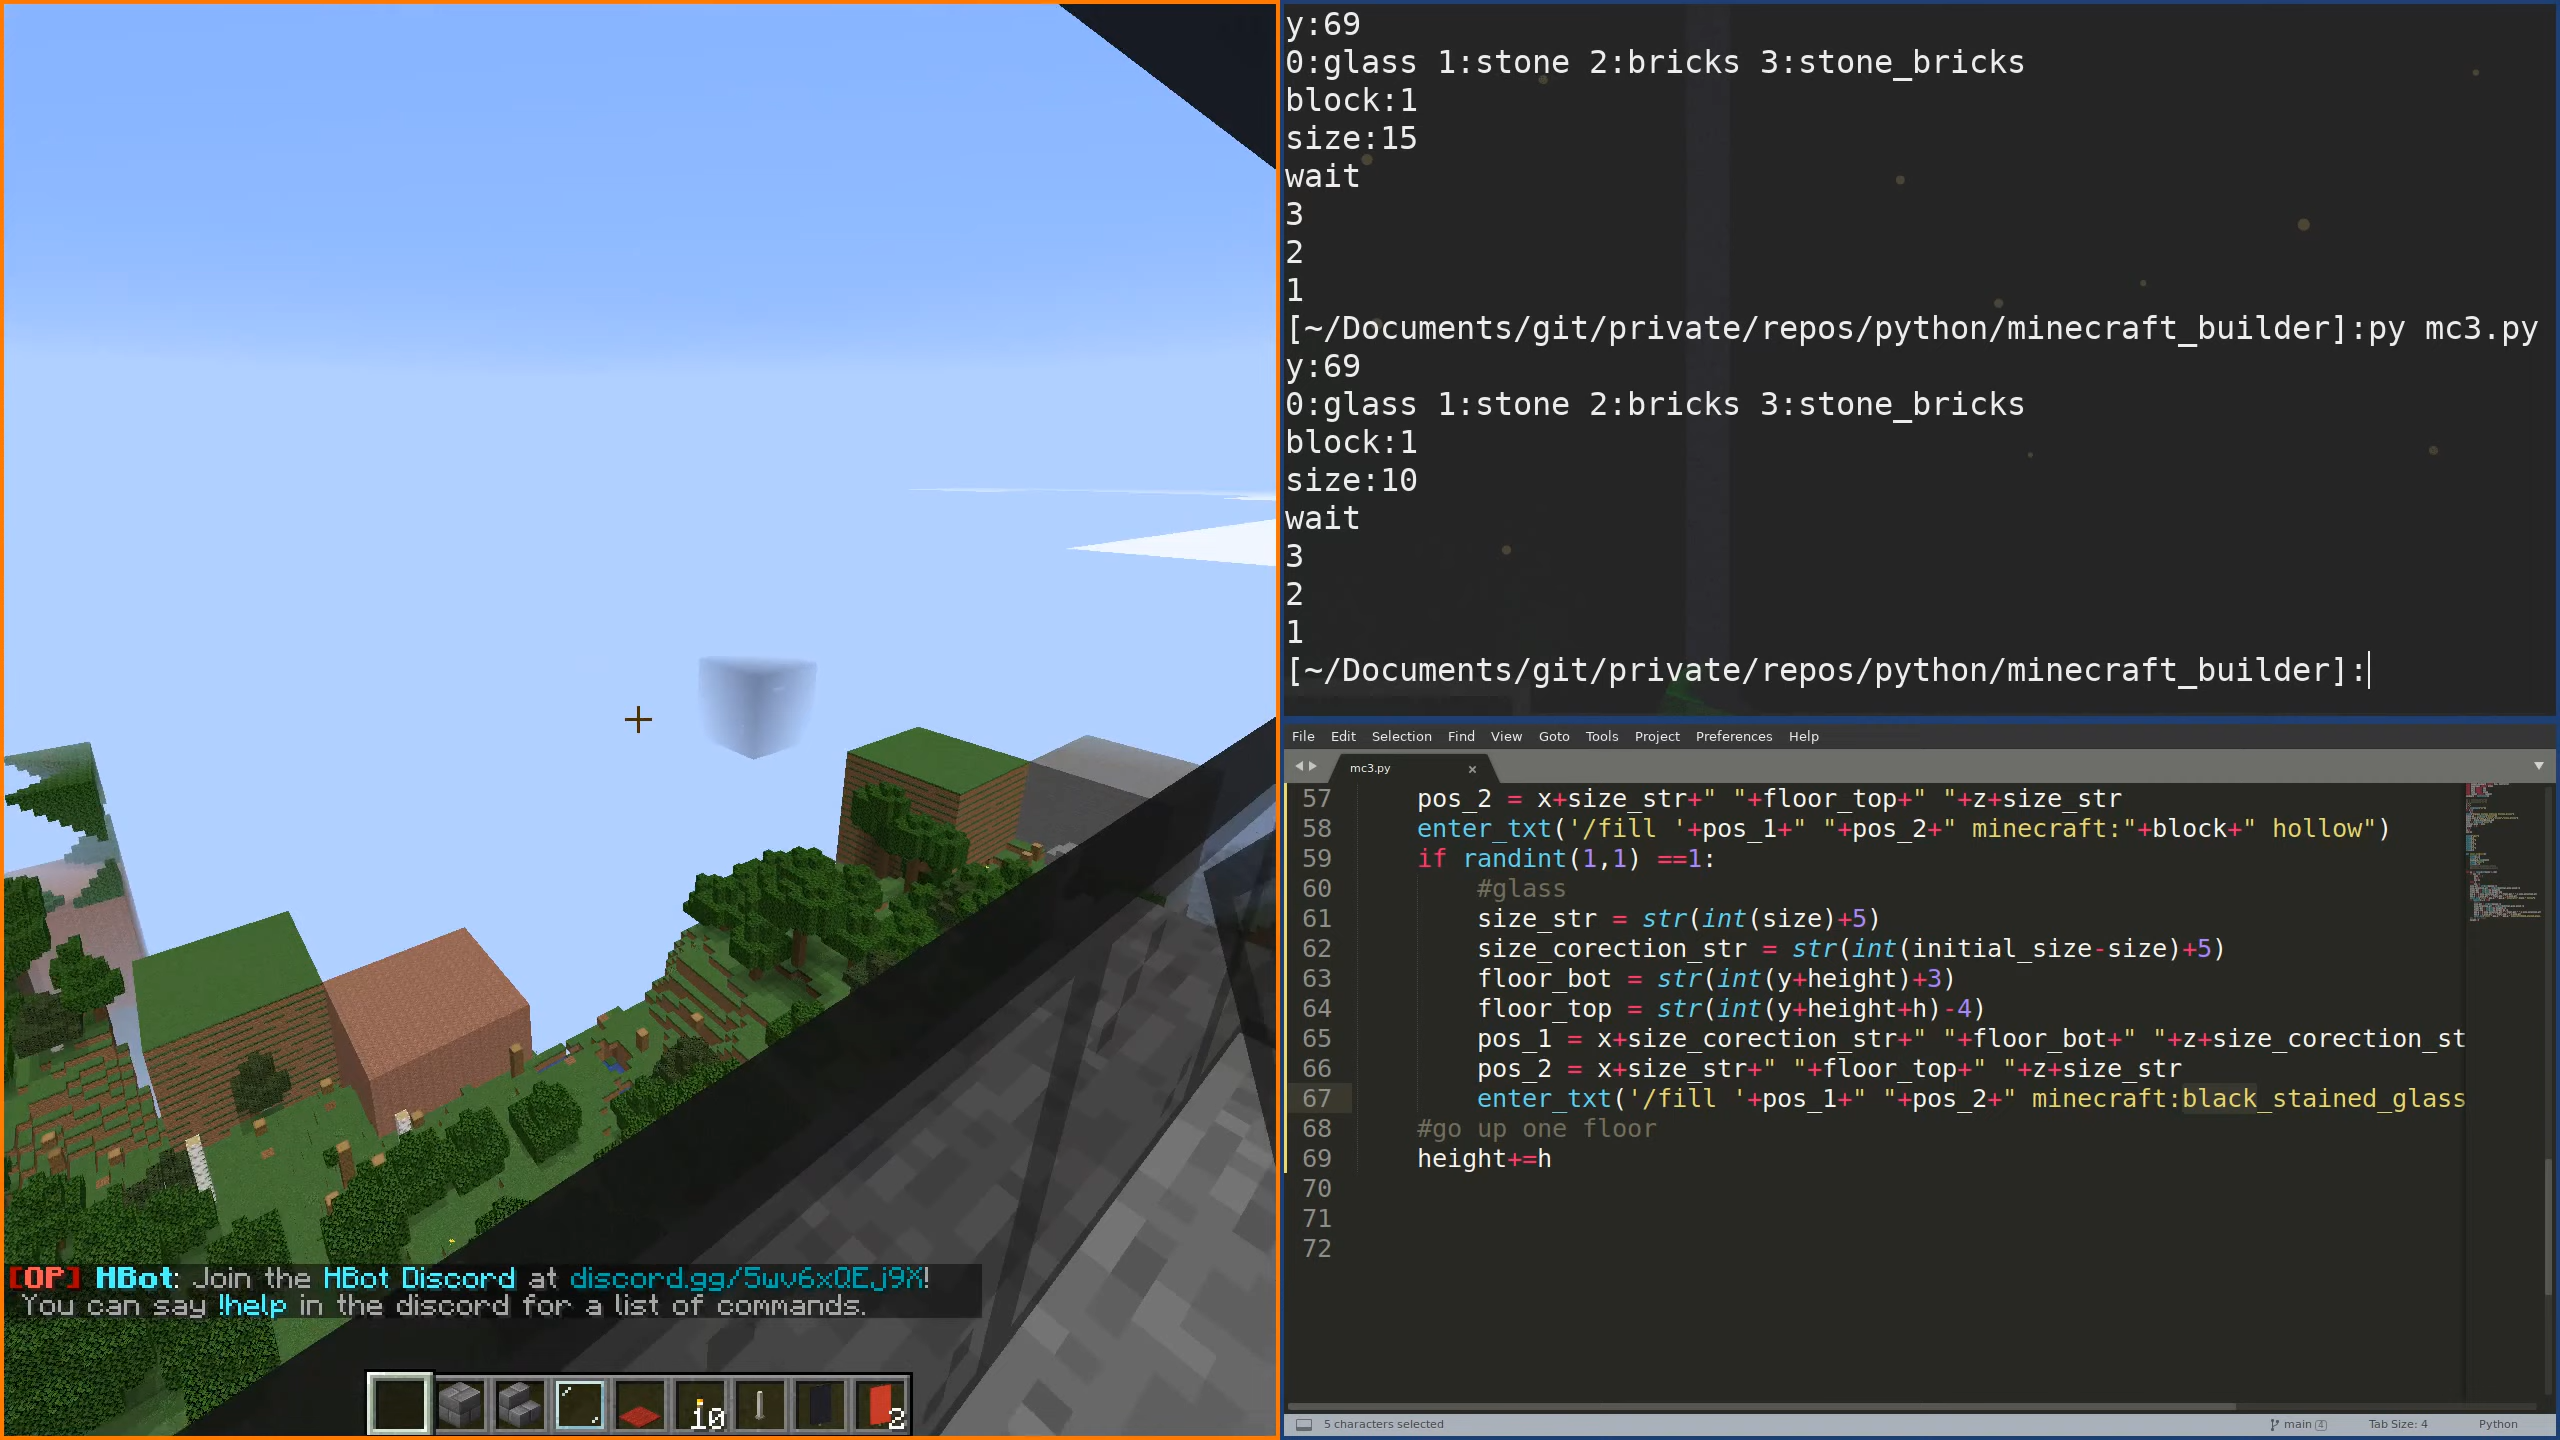 [OP] HBot: Join the HBot Discord at discord.gg/5wv6xQEj9X!
You can say !help in the discord for a list of commands.
10
2
y:69
0:glass 1:stone 2:bricks 3:stone_bricks
block:1
size:15
wait
3
2
1
[~/Documents/git/private/repos/python/minecraft_builder]:py mc3.py
y:69
0:glass 1:stone 2:bricks 3:stone_bricks
block:1
size:10
wait
3
2
1
[~/Documents/git/private/repos/python/minecraft_builder]:
File Edit Selection Find View Goto Tools Project Preferences Help
mc3.py ×
57 pos_2 = x+size_str+" "+floor_top+" "+z+size_str
58 enter_txt('/fill '+pos_1+" "+pos_2+" minecraft:"+block+" hollow")
59 if randint(1,1) ==1:
60 #glass
61 size_str = str(int(size)+5)
62 size_corection_str = str(int(initial_size-size)+5)
63 floor_bot = str(int(y+height)+3)
64 floor_top = str(int(y+height+h)-4)
65 pos_1 = x+size_corection_str+" "+floor_bot+" "+z+size_corection_st
66 pos_2 = x+size_str+" "+floor_top+" "+z+size_str
67 enter_txt('/fill '+pos_1+" "+pos_2+" minecraft:black_stained_glass
68 #go up one floor
69 height+=h
70
71
72
5 characters selected main 4 Tab Size: 4 Python